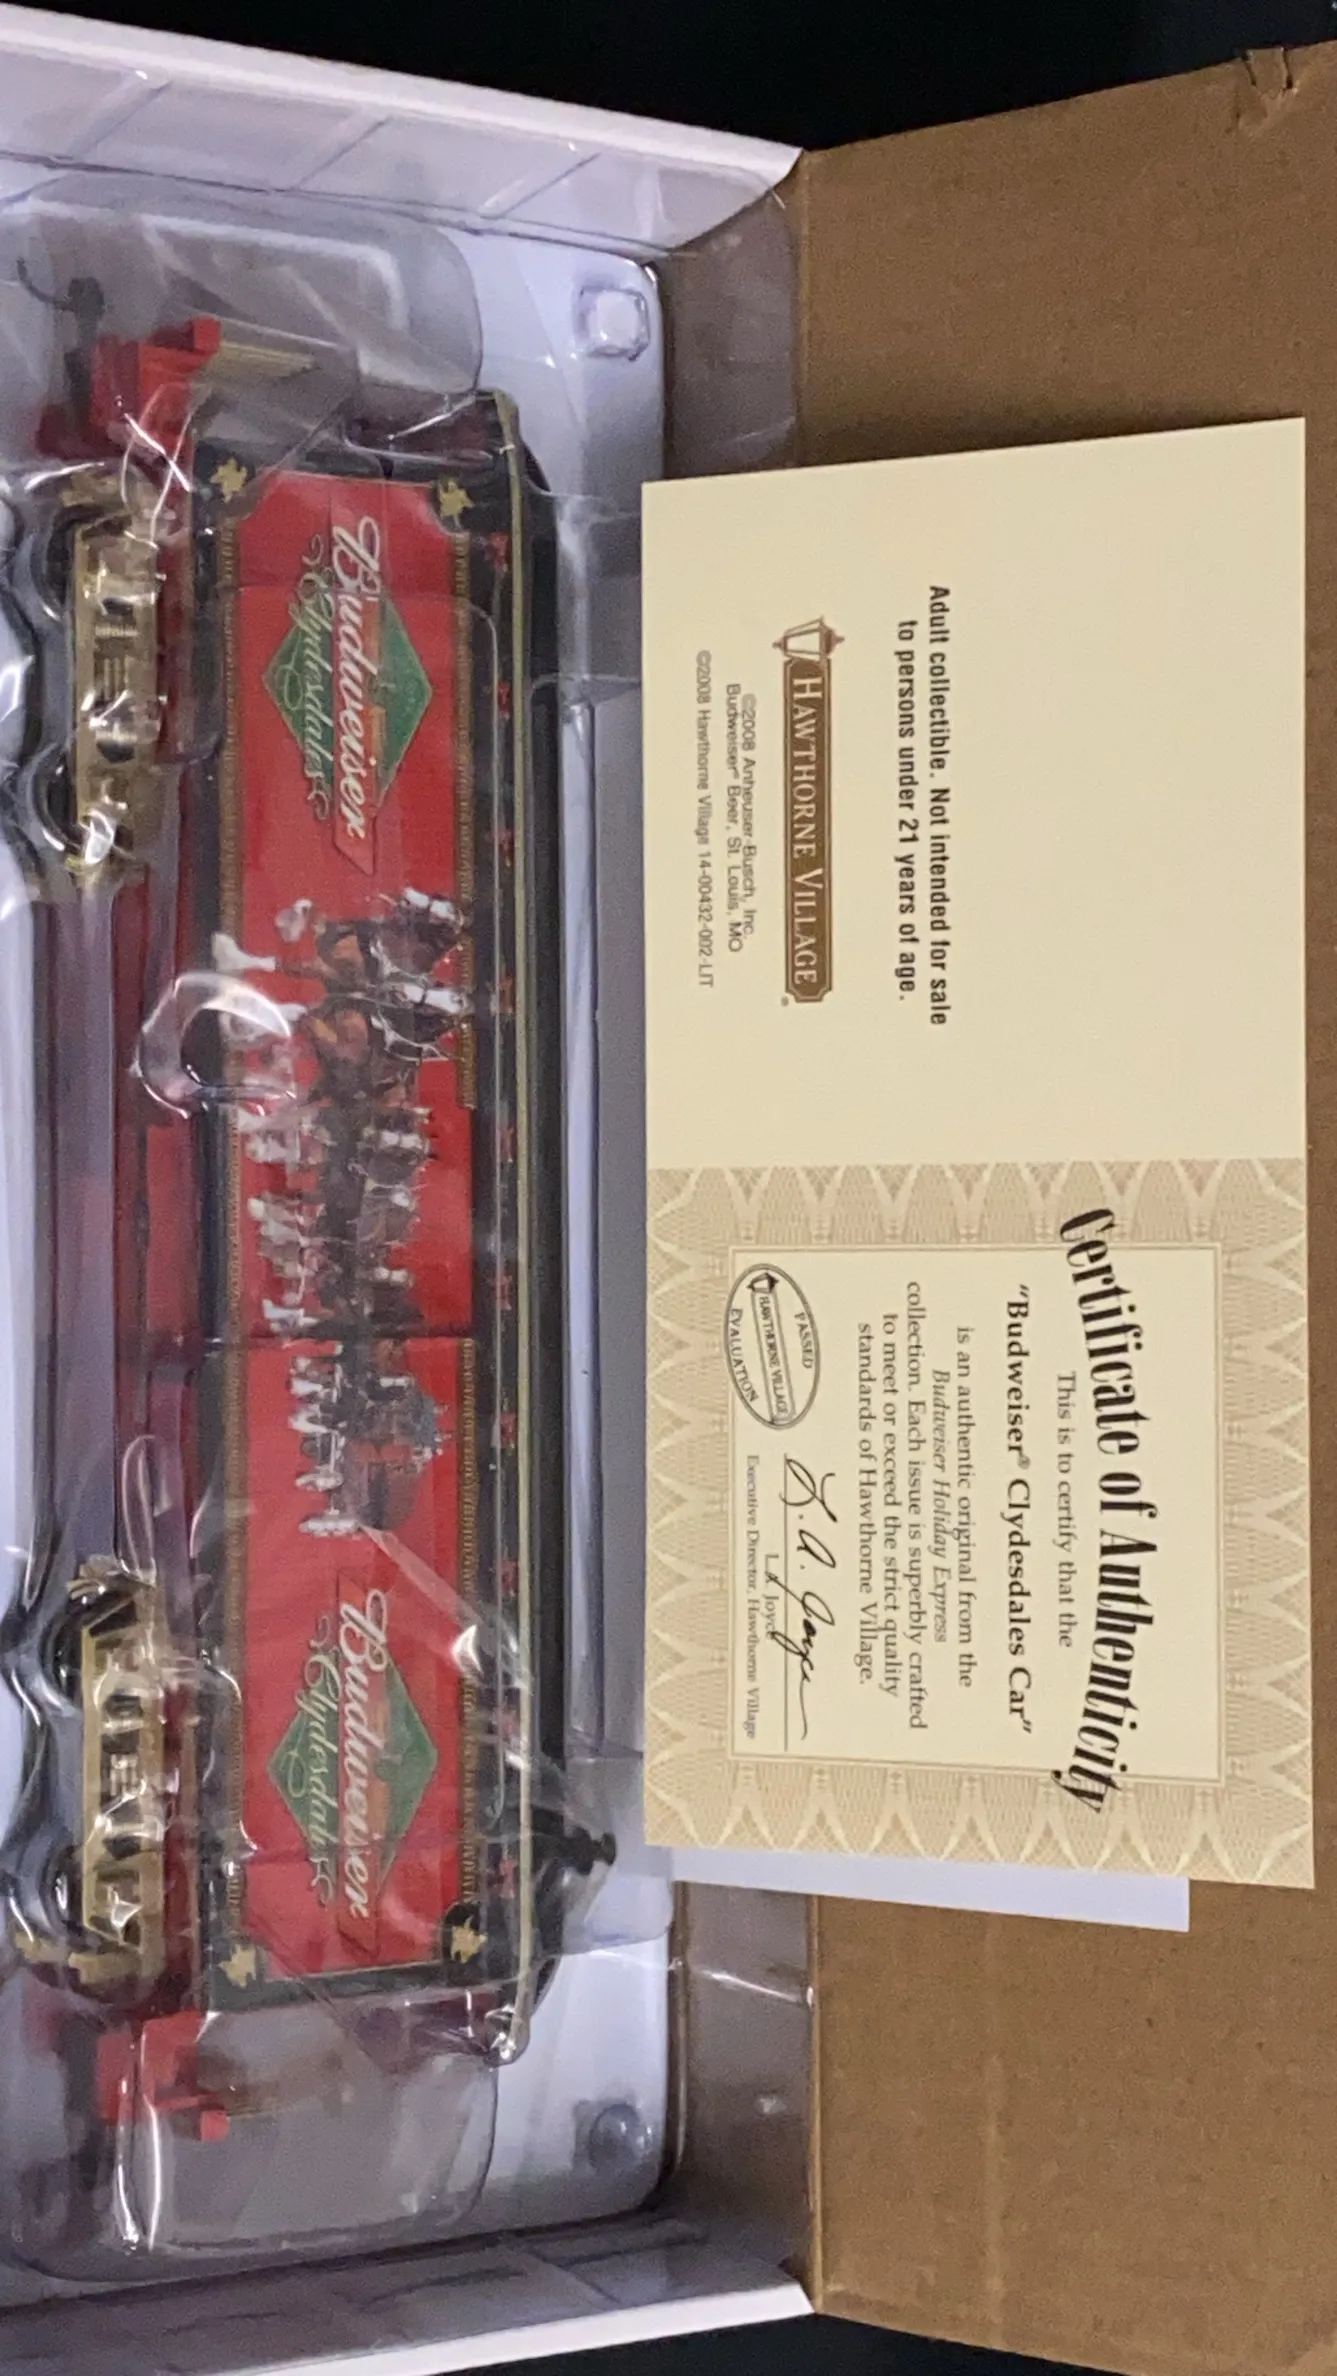 Adult collectible. Not intended for sale
to persons under 21 years of age.
HAWTHORNE VILLAGE®
©2008 Anheuser-Busch, Inc.
Budweiser® Beer, St. Louis, MO
©2008 Hawthorne Village 14-00432-002-LIT
Certificate of Authenticity
This is to certify that the
“Budweiser® Clydesdales Car”
is an authentic original from the
Budweiser Holiday Express
collection. Each issue is superbly crafted
to meet or exceed the strict quality
standards of Hawthorne Village.
PASSED
HAWTHORNE VILLAGE
EVALUATION
L. A. Joyce
Joyce
Executive Director, Hawthorne Village
Budweiser
Clydesdales
Budweiser
Clydesdales